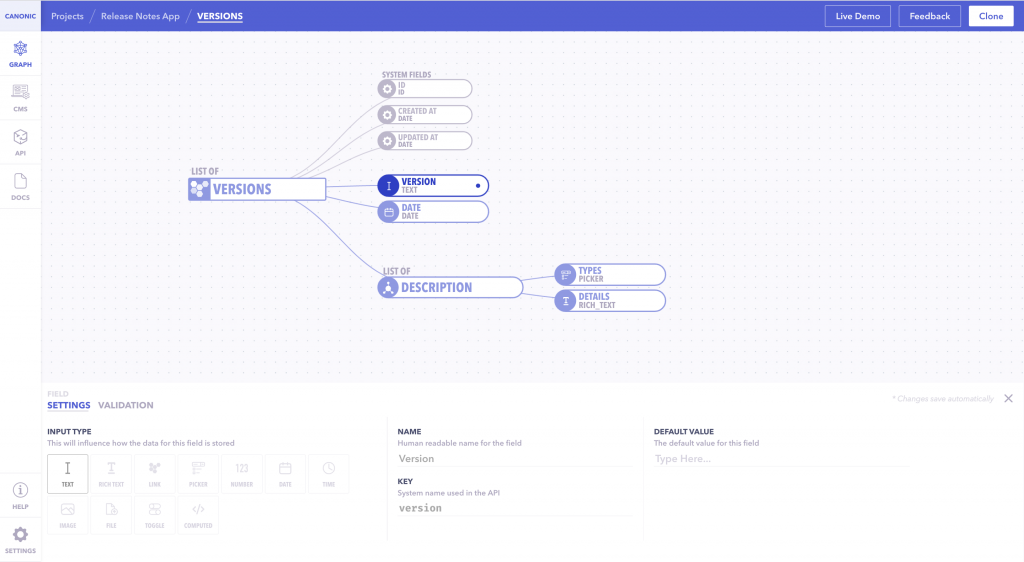 CANONIC
Projects / Release Notes App / VERSIONS
Live Demo
Feedback
Clone
GRAPH
CMS
API
DOCS
HELP
SETTINGS
SYSTEM FIELDS
ID
ID
CREATED AT
DATE
UPDATED AT
DATE
LIST OF
VERSIONS
VERSION
TEXT
DATE
DATE
LIST OF
DESCRIPTION
TYPES
PICKER
DETAILS
RICH_TEXT
FIELD
SETTINGS VALIDATION
* Changes save automatically
INPUT TYPE
This will influence how the data for this field is stored
TEXT
RICH TEXT
LINK
PICKER
123
NUMBER
DATE
TIME
IMAGE
FILE
TOGGLE
COMPUTED
NAME
Human readable name for the field
Version
KEY
System name used in the API
version
DEFAULT VALUE
The default value for this field
Type Here...